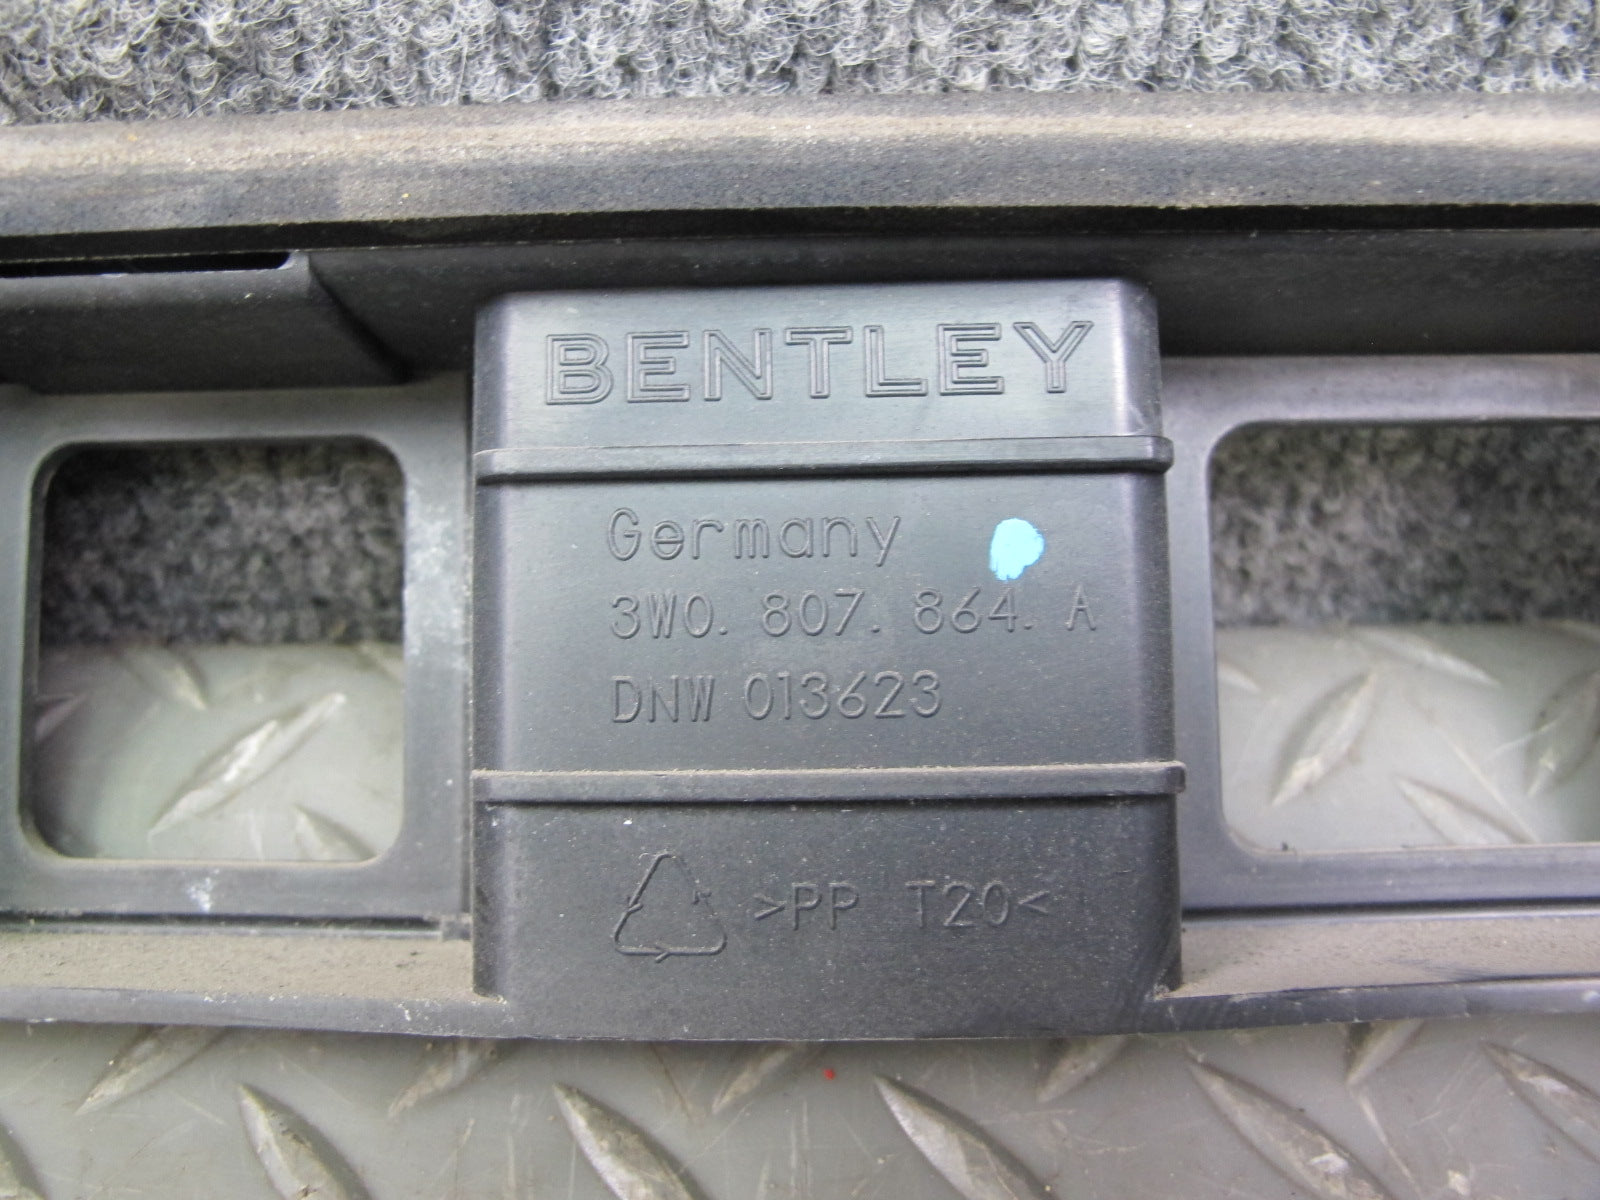 BENTLEY
Germany
3W0. 807. 864. A
DNW 013623
>PP T20<